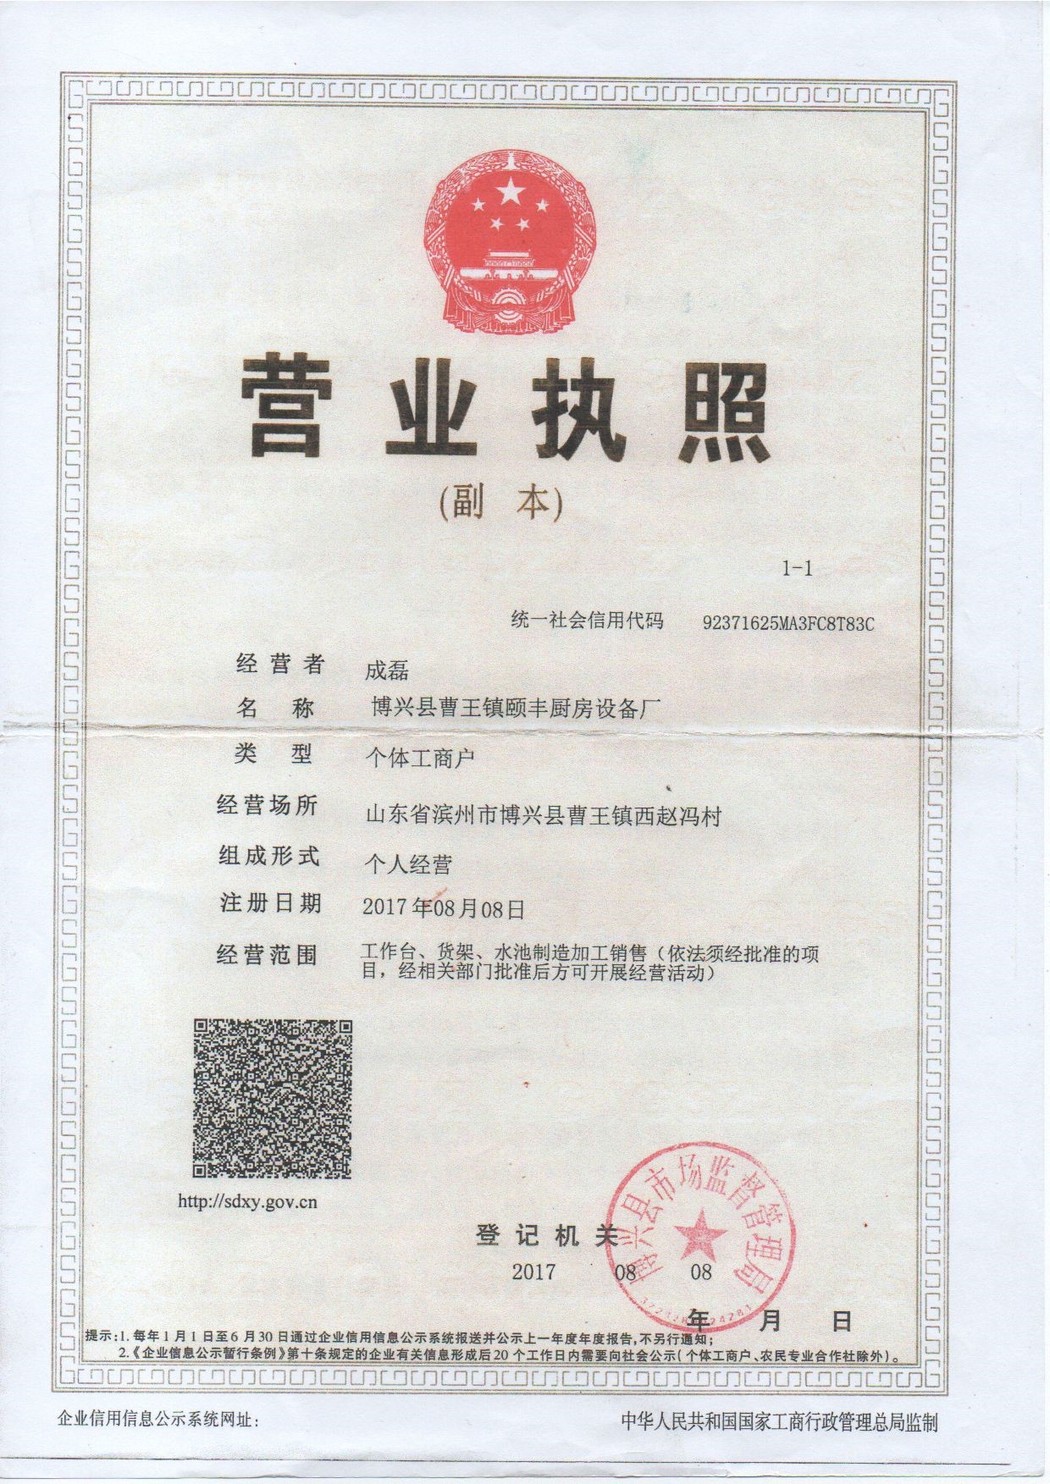 营业执照
(副 本)
1-1
统一社会信用代码 92371625MA3FC8T83C
经营者 成磊
名称 博兴县曹王镇颐丰厨房设备厂
类型 个体工商户
经营场所 山东省滨州市博兴县曹王镇西赵冯村
组成形式 个人经营
注册日期 2017年08月08日
经营范围 工作台、货架、水池制造加工销售（依法须经批准的项
目，经相关部门批准后方可开展经营活动）
http://sdxy.gov.cn
博兴县市场监督管理局
登记机关
2017 08 08
年 月 日
提示:1.每年1月1日至6月30日通过企业信用信息公示系统报送并公示上一年度年度报告,不另行通知;
2.《企业信息公示暂行条例》第十条规定的企业有关信息形成后20个工作日内需要向社会公示(个体工商户、农民专业合作社除外)。
企业信用信息公示系统网址:
中华人民共和国国家工商行政管理总局监制